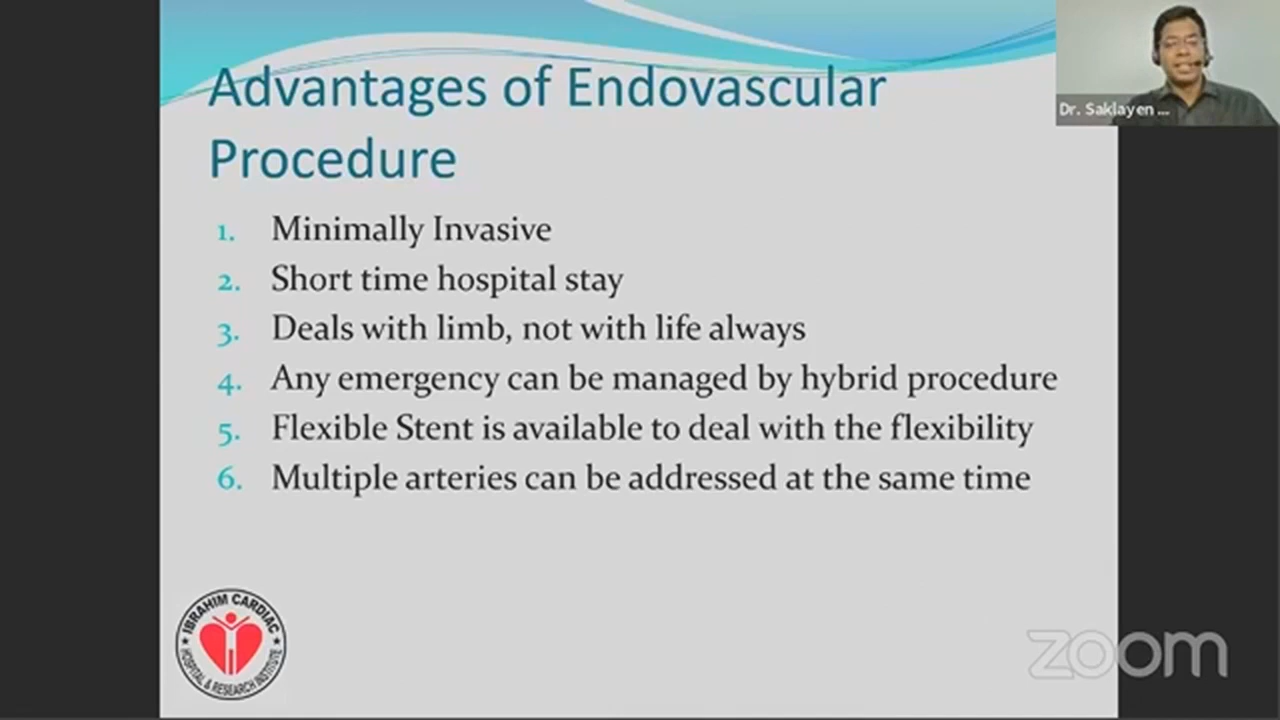 Advantages of Endovascular
Procedure
Dr. Saklayen ...
1. Minimally Invasive
2. Short time hospital stay
3. Deals with limb, not with life always
4. Any emergency can be managed by hybrid procedure
5. Flexible Stent is available to deal with the flexibility
6. Multiple arteries can be addressed at the same time
IBRAHIM CARDIAC
HOSPITAL & RESEARCH INSTITUTE
zoom